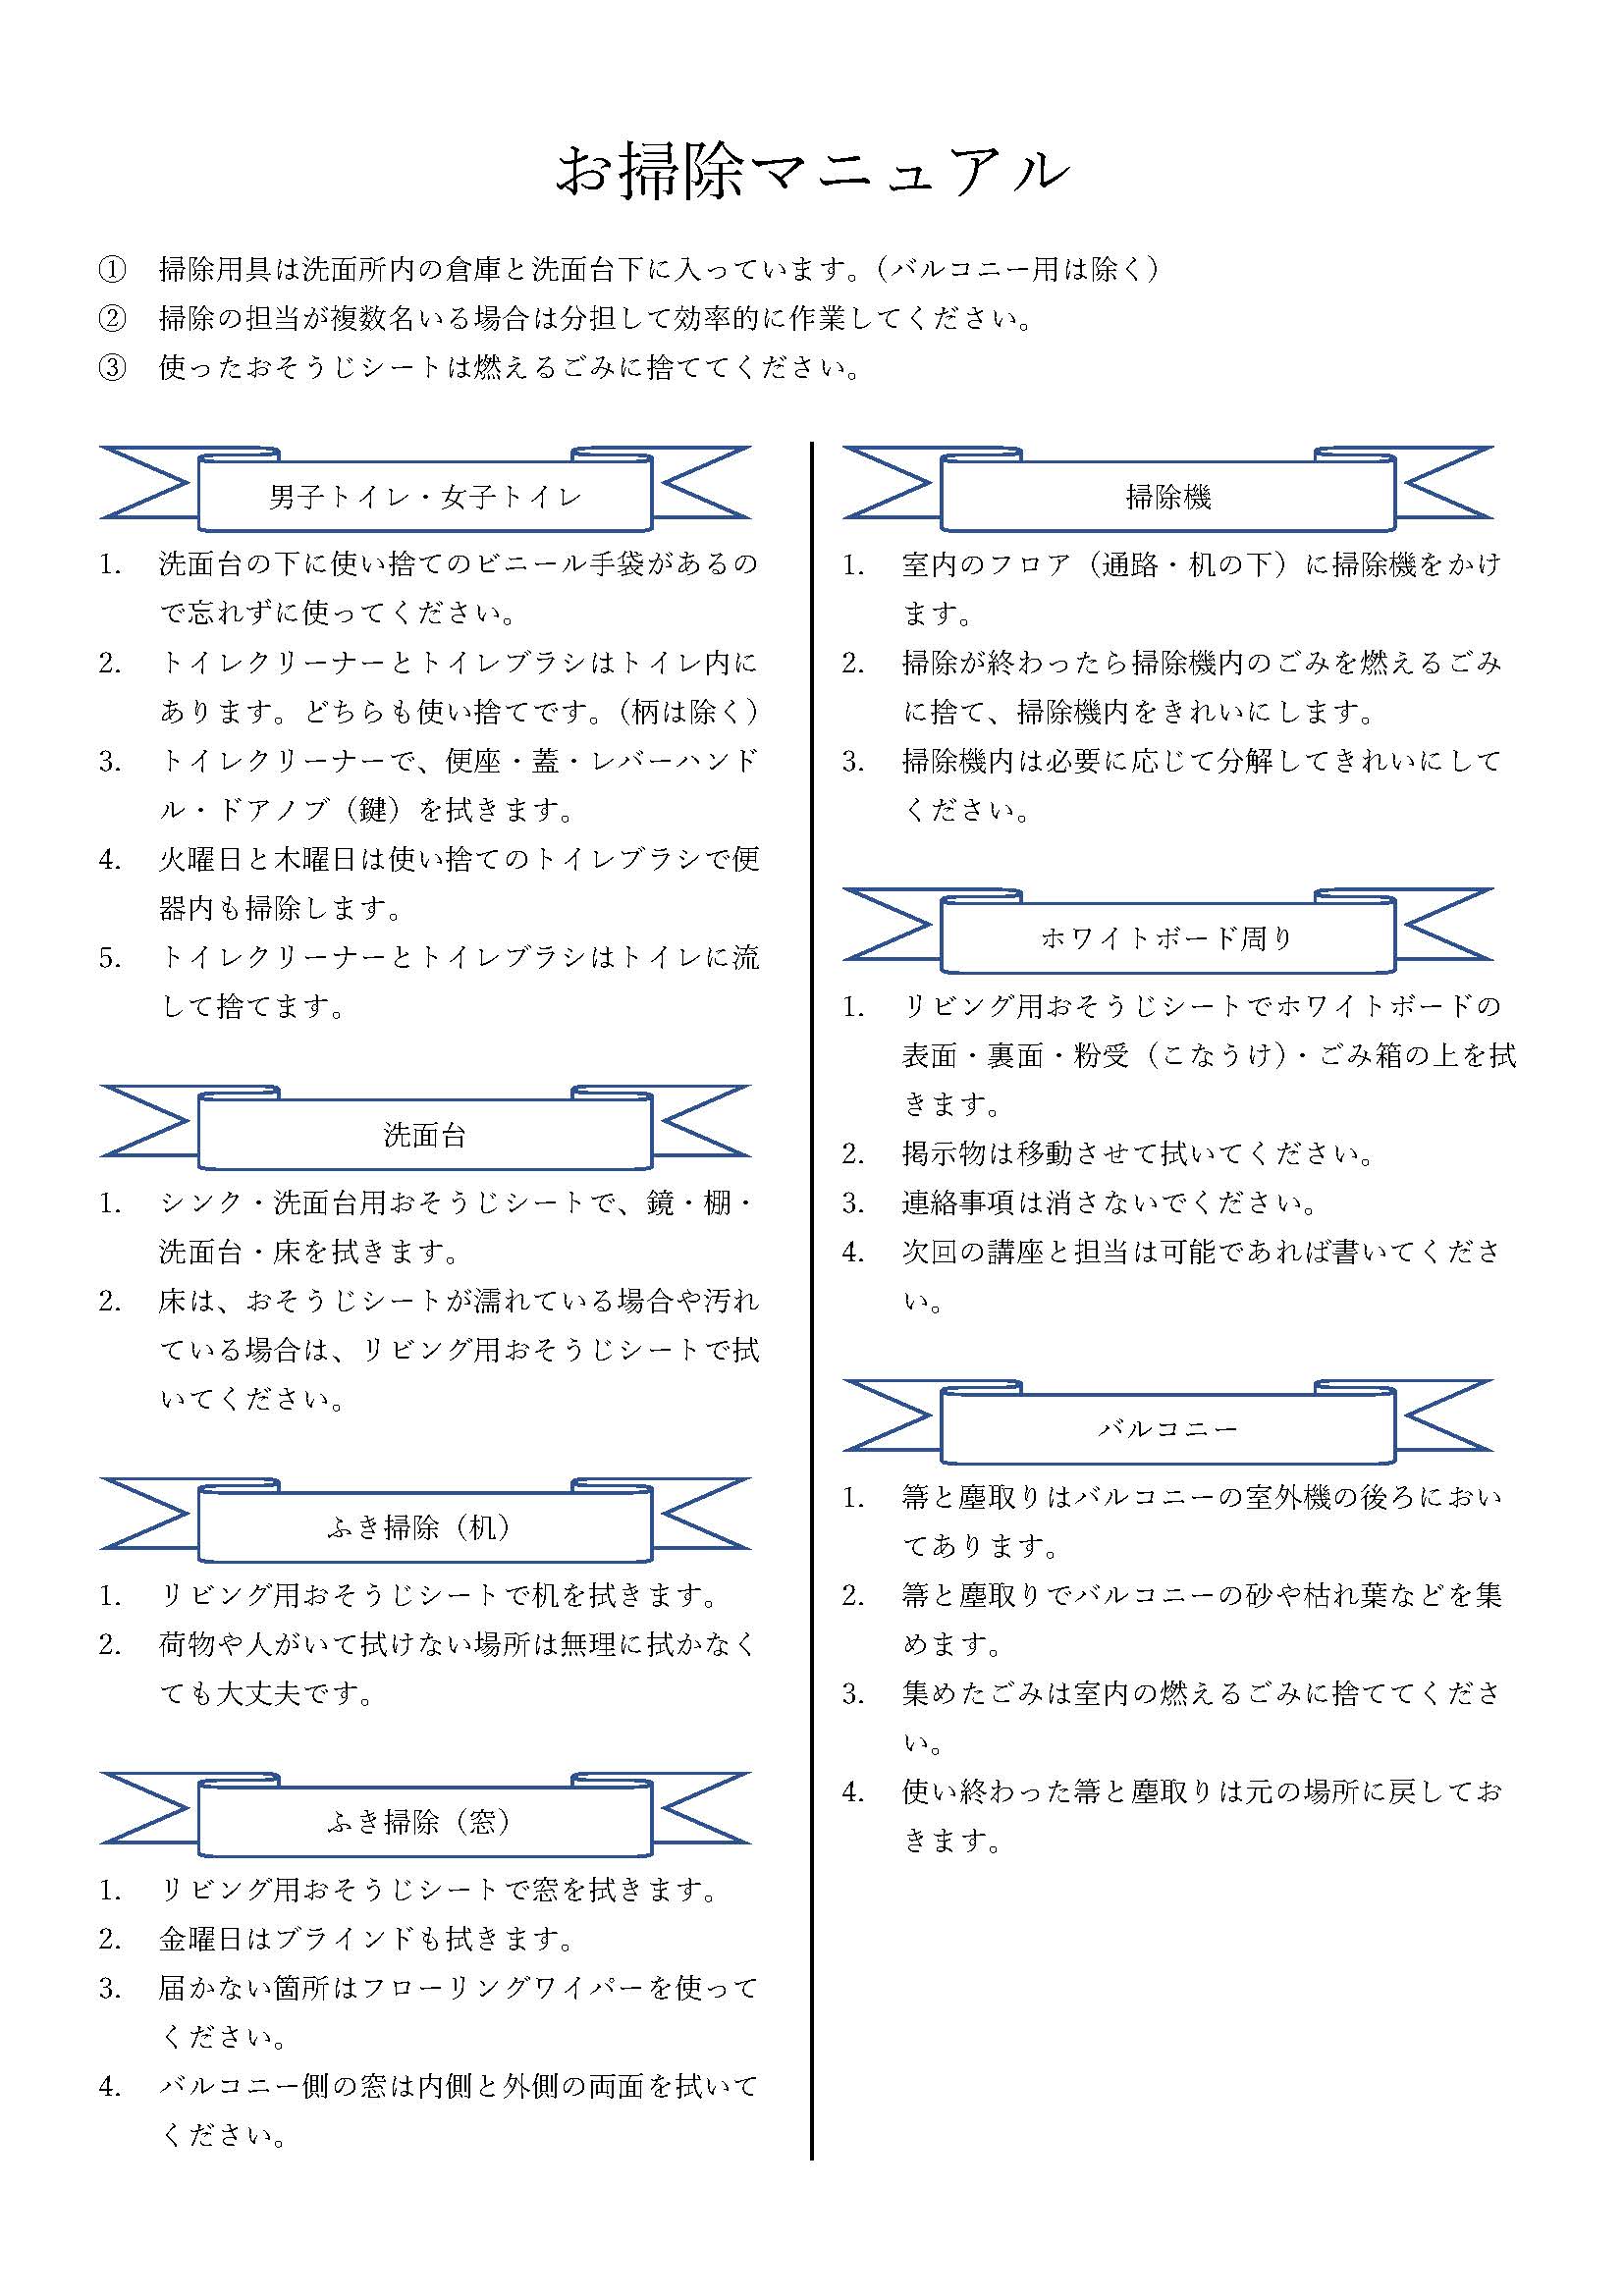 お掃除マニュアル
① 掃除用具は洗面所内の倉庫と洗面台下に入っています。（バルコニー用は除く）
② 掃除の担当が複数名いる場合は分担して効率的に作業してください。
③ 使ったおそうじシートは燃えるごみに捨ててください。
男子トイレ・女子トイレ
1. 洗面台の下に使い捨てのビニール手袋があるの
で忘れずに使ってください。
2. トイレクリーナーとトイレブラシはトイレ内に
あります。どちらも使い捨てです。（柄は除く）
3. トイレクリーナーで、便座・蓋・レバーハンド
ル・ドアノブ（鍵）を拭きます。
4. 火曜日と木曜日は使い捨てのトイレブラシで便
器内も掃除します。
5. トイレクリーナーとトイレブラシはトイレに流
して捨てます。
洗面台
1. シンク・洗面台用おそうじシートで、鏡・棚・
洗面台・床を拭きます。
2. 床は、おそうじシートが濡れている場合や汚れ
ている場合は、リビング用おそうじシートで拭
いてください。
ふき掃除（机）
1. リビング用おそうじシートで机を拭きます。
2. 荷物や人がいて拭けない場所は無理に拭かなく
ても大丈夫です。
ふき掃除（窓）
1. リビング用おそうじシートで窓を拭きます。
2. 金曜日はブラインドも拭きます。
3. 届かない箇所はフローリングワイパーを使って
ください。
4. バルコニー側の窓は内側と外側の両面を拭いて
ください。
掃除機
1. 室内のフロア（通路・机の下）に掃除機をかけ
ます。
2. 掃除が終わったら掃除機内のごみを燃えるごみ
に捨て、掃除機内をきれいにします。
3. 掃除機内は必要に応じて分解してきれいにして
ください。
ホワイトボード周り
1. リビング用おそうじシートでホワイトボードの
表面・裏面・粉受（こなうけ）・ごみ箱の上を拭
きます。
2. 掲示物は移動させて拭いてください。
3. 連絡事項は消さないでください。
4. 次回の講座と担当は可能であれば書いてくださ
い。
バルコニー
1. 箒と塵取りはバルコニーの室外機の後ろにおい
てあります。
2. 箒と塵取りでバルコニーの砂や枯れ葉などを集
めます。
3. 集めたごみは室内の燃えるごみに捨ててくださ
い。
4. 使い終わった箒と塵取りは元の場所に戻してお
きます。